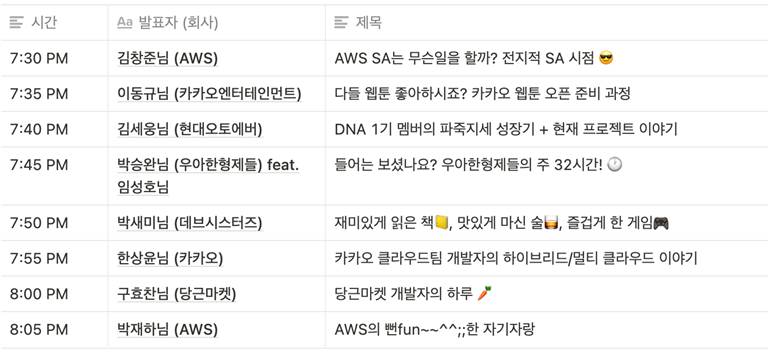 시간 Aa 발표자 (회사) 제목
7:30 PM 김창준님 (AWS) AWS SA는 무슨일을 할까? 전지적 SA 시점 😎
7:35 PM 이동규님 (카카오엔터테인먼트) 다들 웹툰 좋아하시죠? 카카오 웹툰 오픈 준비 과정
7:40 PM 김세웅님 (현대오토에버) DNA 1기 멤버의 파죽지세 성장기 + 현재 프로젝트 이야기
7:45 PM 박승완님 (우아한형제들) feat. 들어는 보셨나요? 우아한형제들의 주 32시간! 🕐
임성호님
7:50 PM 박새미님 (데브시스터즈) 재미있게 읽은 책📒, 맛있게 마신 술🥃, 즐겁게 한 게임🎮
7:55 PM 한상윤님 (카카오) 카카오 클라우드팀 개발자의 하이브리드/멀티 클라우드 이야기
8:00 PM 구효찬님 (당근마켓) 당근마켓 개발자의 하루 🥕
8:05 PM 박재하님 (AWS) AWS의 뻔fun~~^^;;한 자기자랑